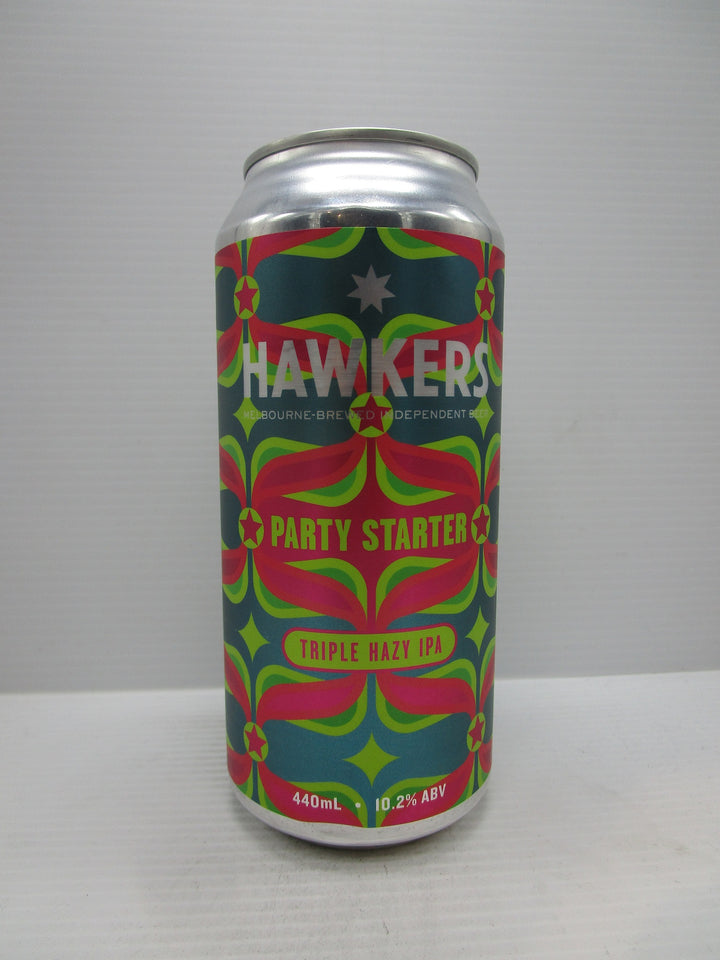 HAWKERS
MELBOURNE-BREWED INDEPENDENT BEER
PARTY STARTER
TRIPLE HAZY IPA
440mL • 10.2% ABV